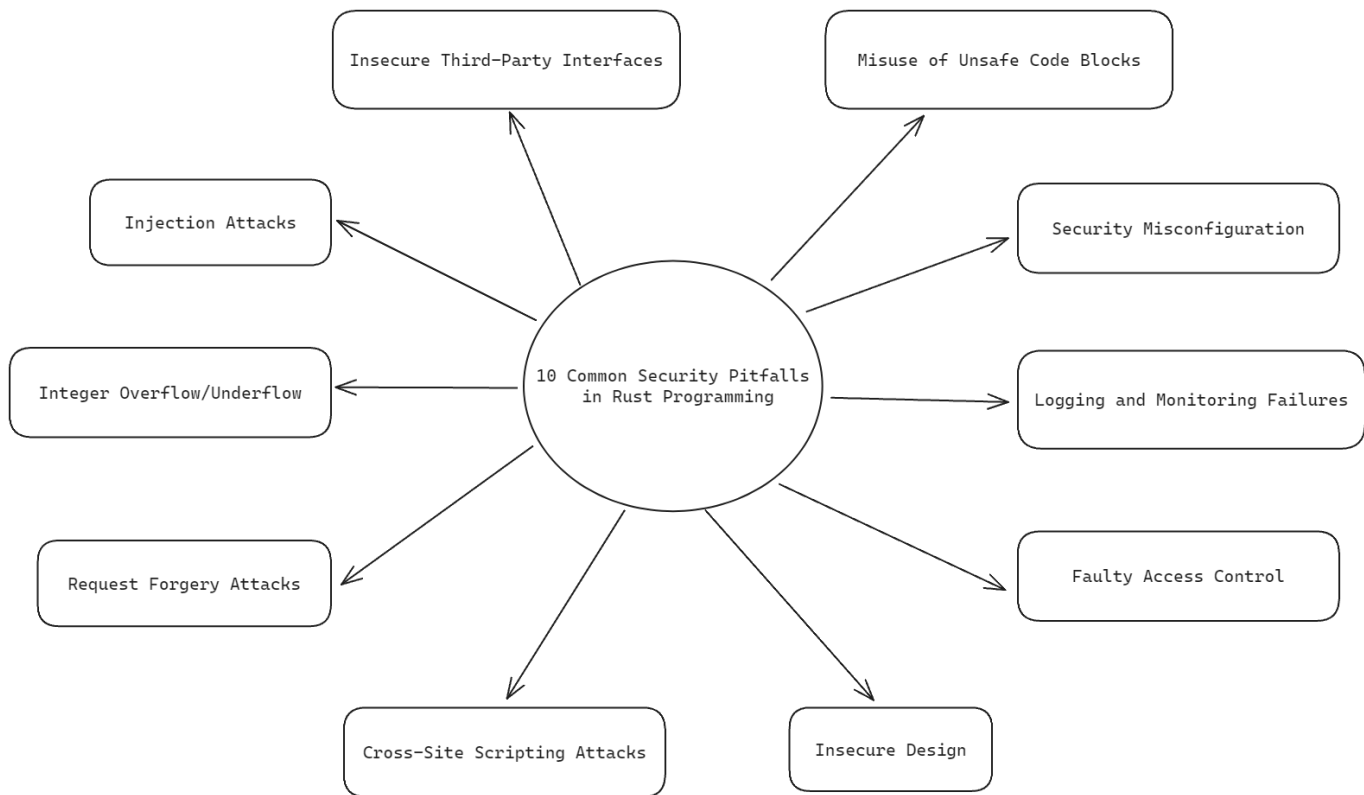 Insecure Third-Party Interfaces
Misuse of Unsafe Code Blocks
Injection Attacks
Security Misconfiguration
10 Common Security Pitfalls
in Rust Programming
Integer Overflow/Underflow
Logging and Monitoring Failures
Request Forgery Attacks
Faulty Access Control
Cross-Site Scripting Attacks
Insecure Design